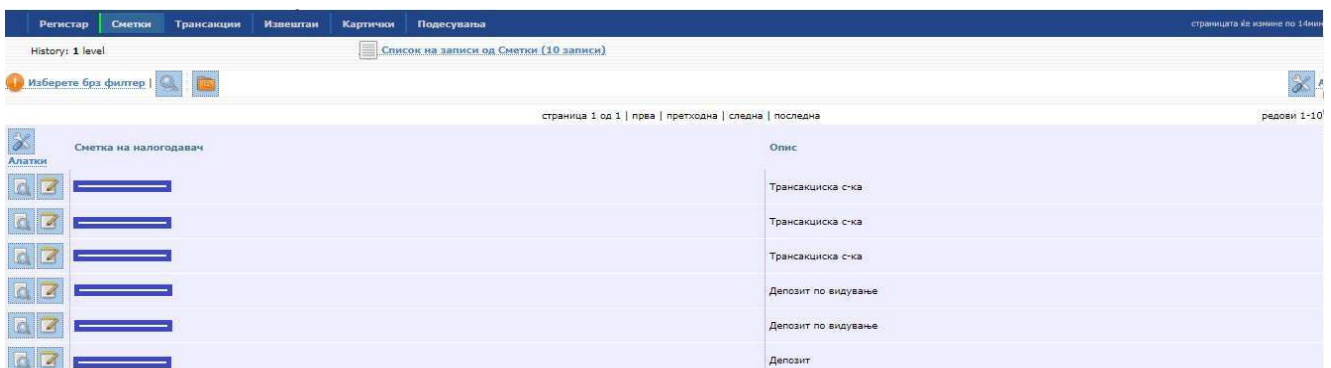 Регистар Сметки Трансакции Извештаи Картички Подесувања страницата ќе измине по 14мин
History: 1 level Список на записи од Сметки (10 записи)
Изберете брз филтер |
страница 1 од 1 | прва | претходна | следна | последна редови 1-10
Алатки Сметка на налогодавач Опис
Трансакциска с-ка
Трансакциска с-ка
Трансакциска с-ка
Депозит по видување
Депозит по видување
Депозит